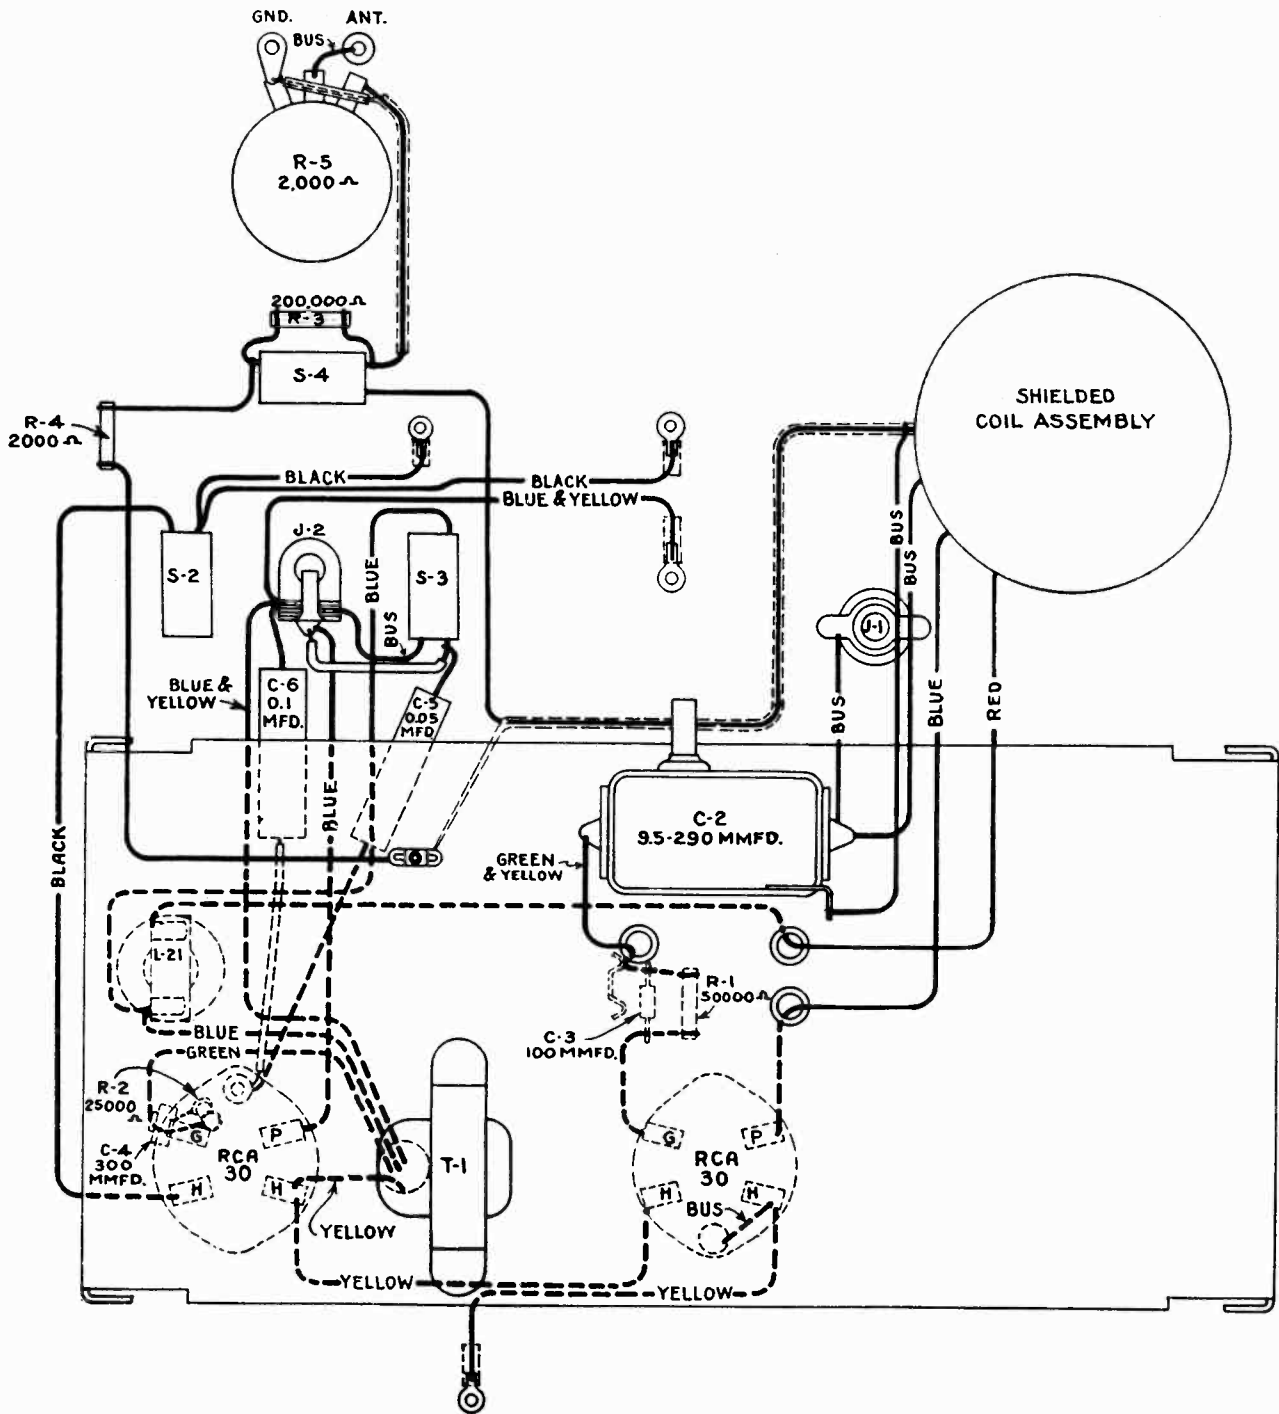 GND.
ANT.
BUS
R-5
2,000 Ω
200,000 Ω
R-3
S-4
R-4
2000 Ω
SHIELDED
COIL ASSEMBLY
BLACK
BLACK
BLUE & YELLOW
J-2
S-2
S-3
BLUE
BUS
BUS
BUS
J-1
BLUE &
YELLOW
C-6
0.1
MFD.
C-5
0.05
MFD
BUS
BLUE
RED
BLACK
BLUE
C-2
9.5-290 MMFD.
GREEN
& YELLOW
L-21
R-1
50000 Ω
C-3
100 MMFD.
BLUE
GREEN
R-2
25000
Ω
C-4
300
MMFD.
G
P
RCA
30
H
H
T-1
YELLOW
G
P
RCA
30
H
H
BUS
YELLOW
YELLOW